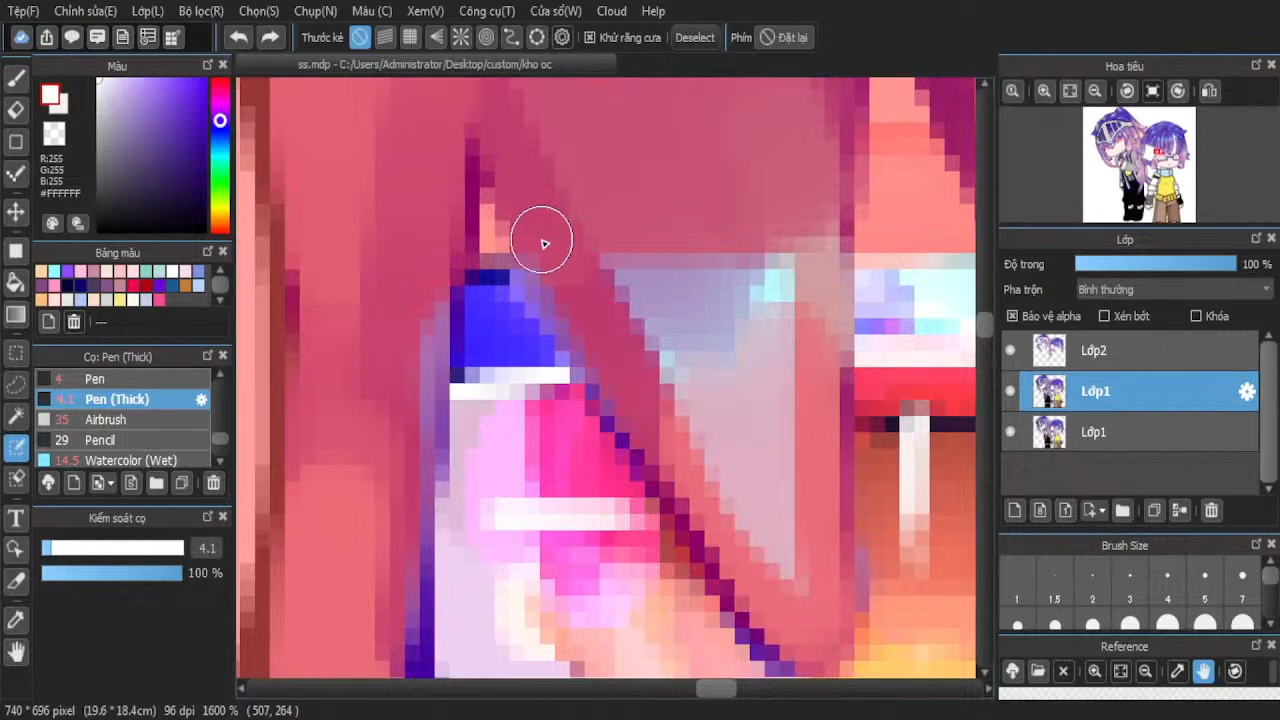 Tệp(F) Chỉnh sửa(E) Lớp(L) Bộ lọc(R) Chọn(S) Chụp(N) Màu (C) Xem(V) Công cụ(T) Cửa sổ(W) Cloud Help
Thước kẻ Khử răng cưa Deselect Phím Đặt lại
Màu
ss.mdp - C:/Users/Administrator/Desktop/custom/kho oc
Hoa tiêu
R:255
G:255
B:255
#FFFFFF
Bảng màu
---
Cọ: Pen (Thick)
4 Pen
4.1 Pen (Thick)
35 Airbrush
29 Pencil
14.5 Watercolor (Wet)
Kiểm soát cọ
4.1
100 %
Lớp
Độ trong 100 %
Pha trộn Bình thường
Bảo vệ alpha Xén bớt Khóa
Lớp2
Lớp1
Lớp1
Brush Size
1 1.5 2 3 4 5 7
Reference
740 * 696 pixel (19.6 * 18.4cm) 96 dpi 1600 % ( 507, 264 )